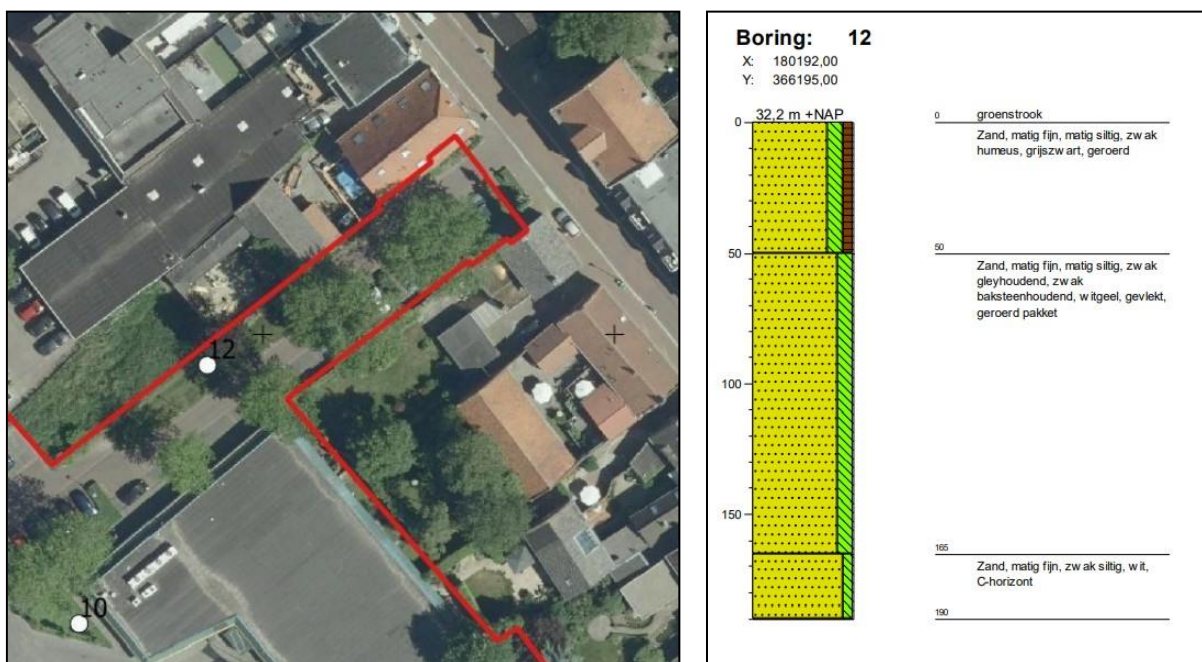 12
10
Boring: 12
X: 180192,00
Y: 366195,00
32,2 m +NAP
0
50
100
150
0 groenstrook
Zand, matig fijn, matig siltig, zwak
humeus, grijszwart, geroerd
50
Zand, matig fijn, matig siltig, zwak
gleyhoudend, zwak
baksteenhoudend, witgeel, gevlekt,
geroerd pakket
165
Zand, matig fijn, zwak siltig, wit,
C-horizont
190